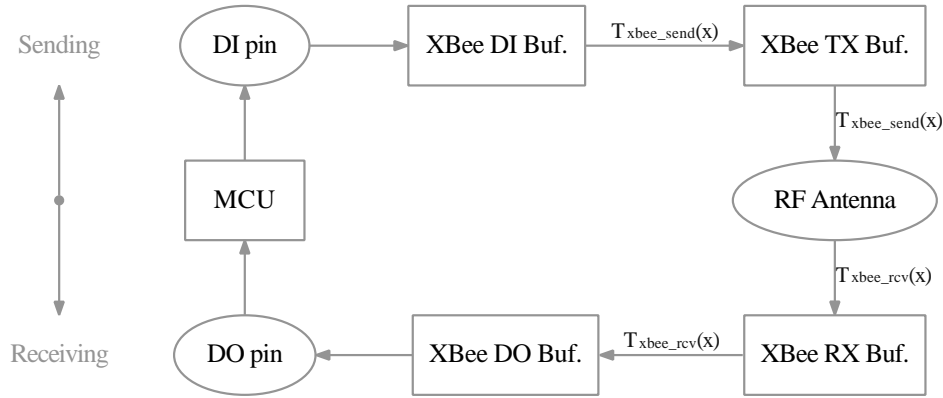 Sending
DI pin
XBee DI Buf.
Txbee_send(x)
XBee TX Buf.
Txbee_send(x)
MCU
RF Antenna
Txbee_rcv(x)
Receiving
DO pin
XBee DO Buf.
Txbee_rcv(x)
XBee RX Buf.